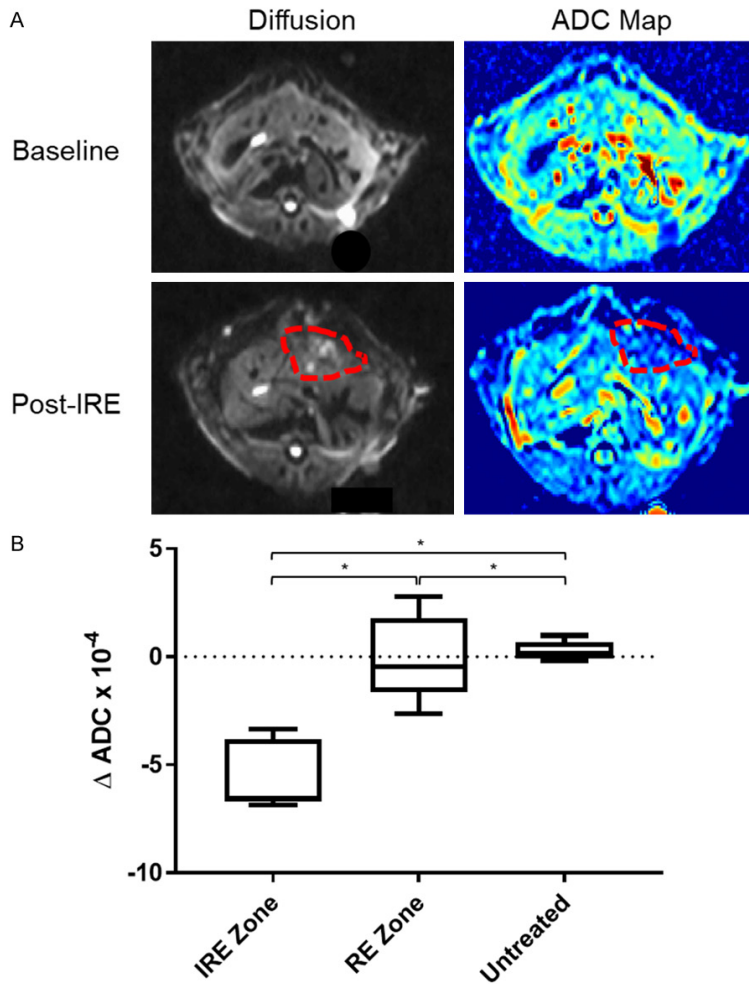 A
Diffusion
ADC Map
Baseline
Post-IRE
B
5
0
-5
-10
Δ ADC x 10-4
*
*
*
IRE Zone
RE Zone
Untreated